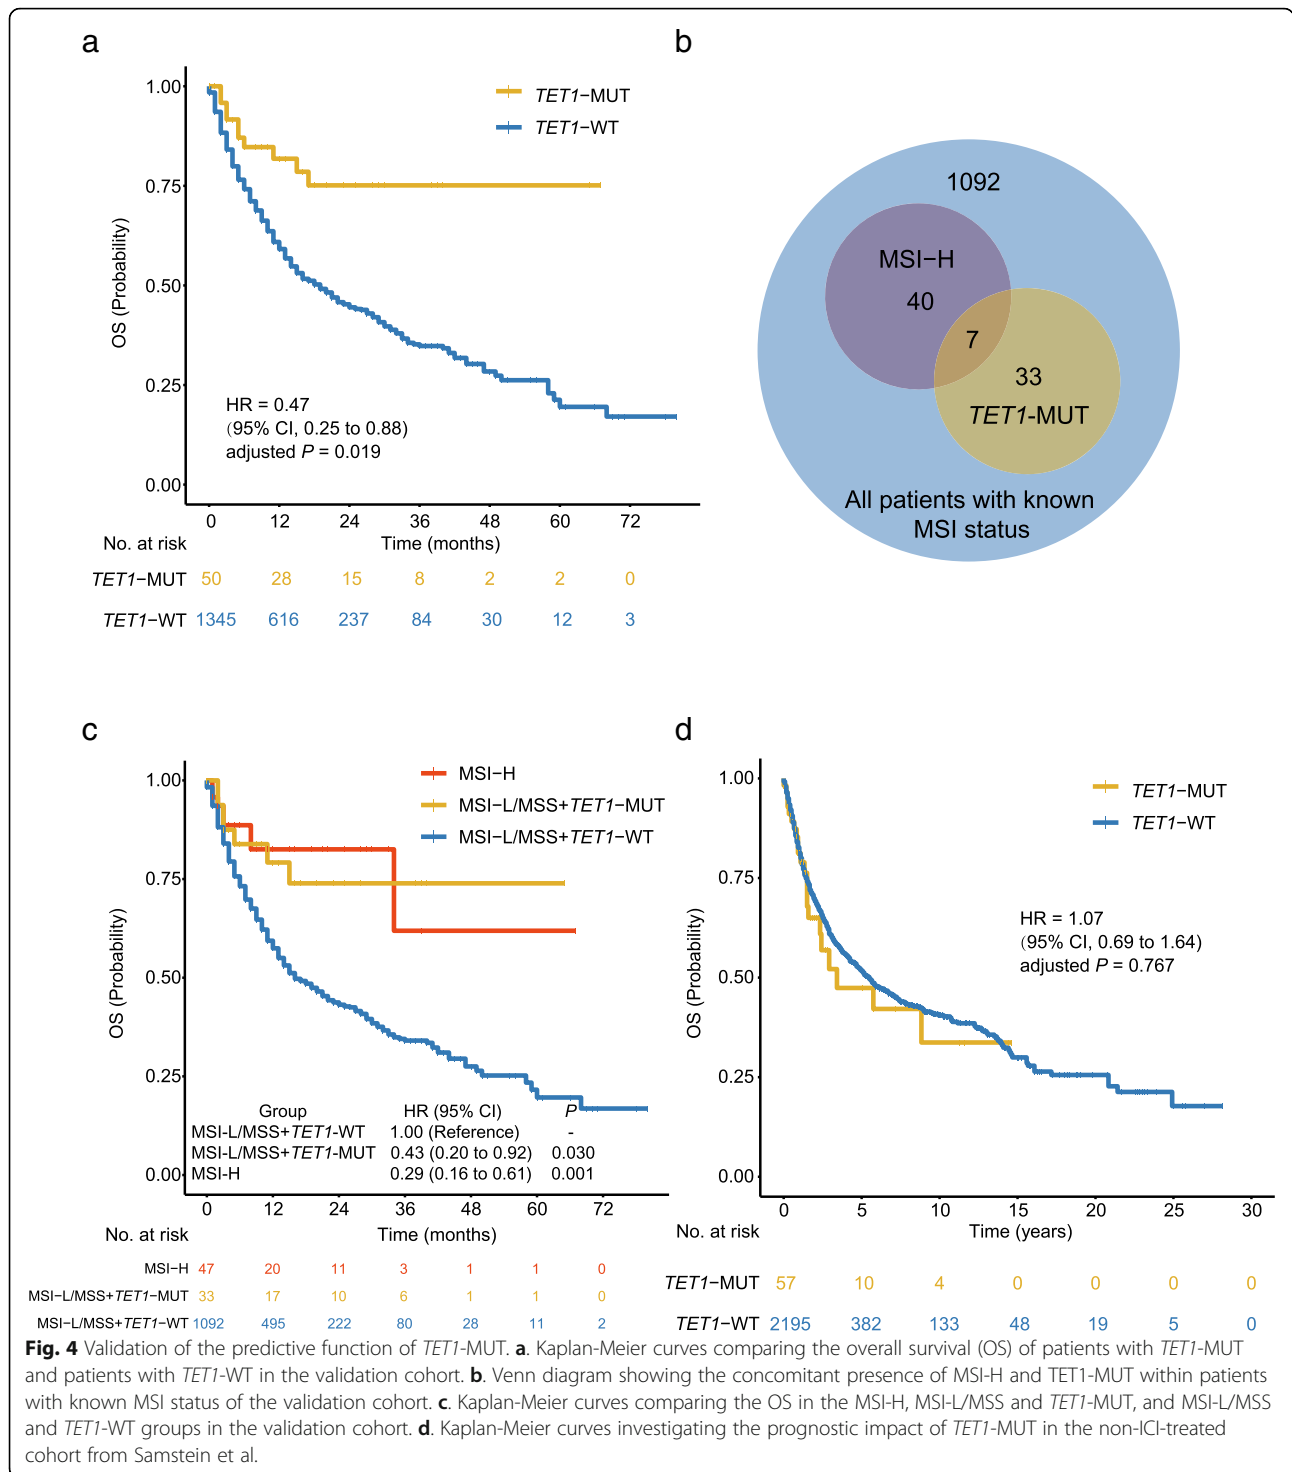 a
1.00
0.75
0.50
0.25
0.00
OS (Probability)
TET1−MUT
TET1−WT
HR = 0.47
(95% CI, 0.25 to 0.88)
adjusted P = 0.019
0 12 24 36 48 60 72
No. at risk Time (months)
TET1−MUT 50 28 15 8 2 2 0
TET1−WT 1345 616 237 84 30 12 3
b
1092
MSI−H
40
7
33
TET1-MUT
All patients with known
MSI status
c
1.00
0.75
0.50
0.25
0.00
OS (Probability)
MSI−H
MSI−L/MSS+TET1−MUT
MSI−L/MSS+TET1−WT
Group HR (95% CI) P
MSI-L/MSS+TET1-WT 1.00 (Reference) -
MSI-L/MSS+TET1-MUT 0.43 (0.20 to 0.92) 0.030
MSI-H 0.29 (0.16 to 0.61) 0.001
0 12 24 36 48 60 72
No. at risk Time (months)
MSI−H 47 20 11 3 1 1 0
MSI−L/MSS+TET1−MUT 33 17 10 6 1 1 0
MSI−L/MSS+TET1−WT 1092 495 222 80 28 11 2
d
1.00
0.75
0.50
0.25
0.00
OS (Probability)
TET1−MUT
TET1−WT
HR = 1.07
(95% CI, 0.69 to 1.64)
adjusted P = 0.767
0 5 10 15 20 25 30
No. at risk Time (years)
TET1−MUT 57 10 4 0 0 0 0
TET1−WT 2195 382 133 48 19 5 0
Fig. 4 Validation of the predictive function of TET1-MUT. a. Kaplan-Meier curves comparing the overall survival (OS) of patients with TET1-MUT
and patients with TET1-WT in the validation cohort. b. Venn diagram showing the concomitant presence of MSI-H and TET1-MUT within patients
with known MSI status of the validation cohort. c. Kaplan-Meier curves comparing the OS in the MSI-H, MSI-L/MSS and TET1-MUT, and MSI-L/MSS
and TET1-WT groups in the validation cohort. d. Kaplan-Meier curves investigating the prognostic impact of TET1-MUT in the non-ICI-treated
cohort from Samstein et al.